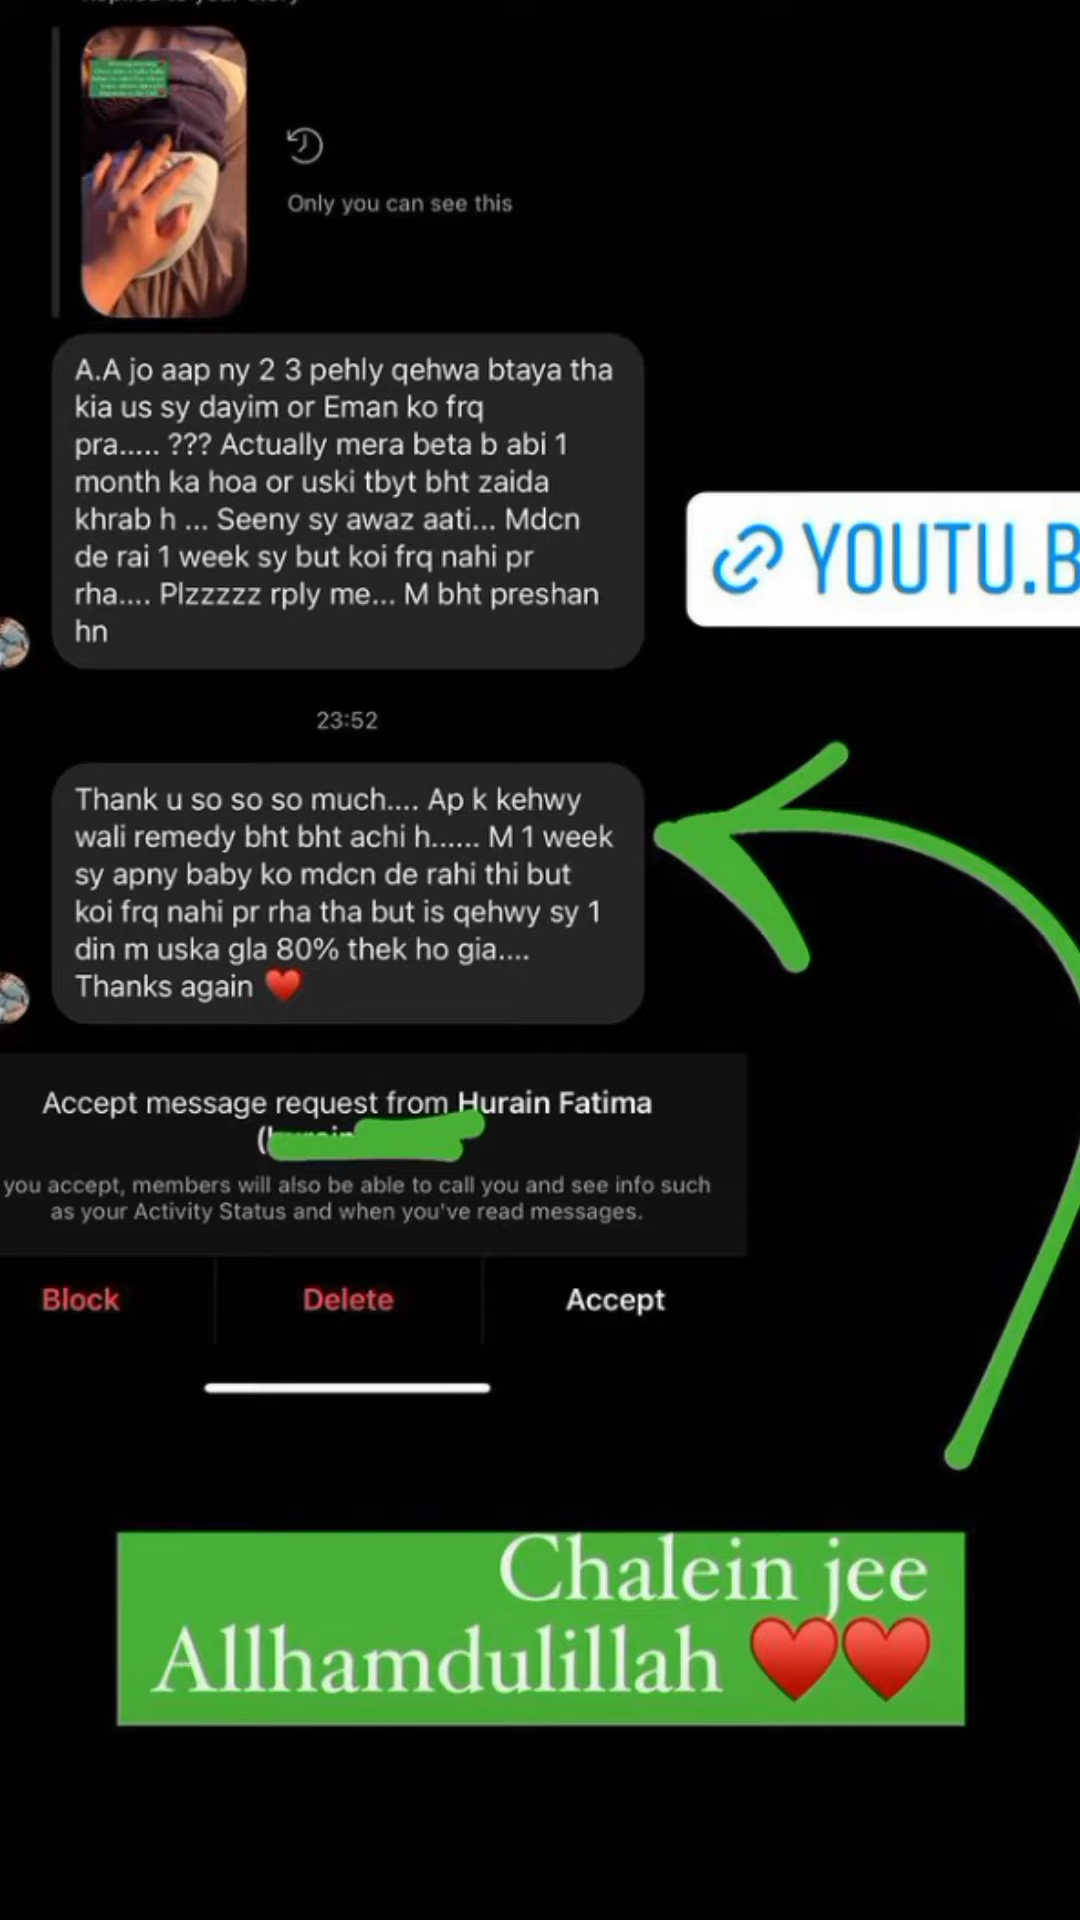 Only you can see this
A.A jo aap ny 2 3 pehly qehwa btaya tha
kia us sy dayim or Eman ko frq
pra..... ??? Actually mera beta b abi 1
month ka hoa or uski tbyt bht zaida
khrab h ... Seeny sy awaz aati... Mdcn
de rai 1 week sy but koi frq nahi pr
rha.... Plzzzzz rply me... M bht preshan
hn
YOUTU.B
23:52
Thank u so so so much.... Ap k kehwy
wali remedy bht bht achi h...... M 1 week
sy apny baby ko mdcn de rahi thi but
koi frq nahi pr rha tha but is qehwy sy 1
din m uska gla 80% thek ho gia....
Thanks again ❤️
Accept message request from Hurain Fatima
you accept, members will also be able to call you and see info such
as your Activity Status and when you've read messages.
Block
Delete
Accept
Chalein jee
Allhamdulillah ❤️❤️